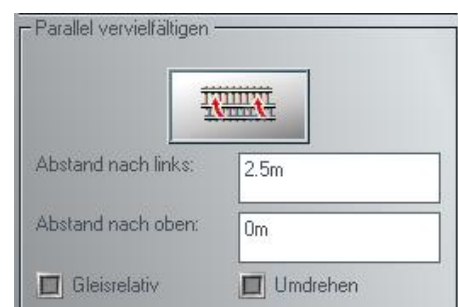 Parallel vervielfältigen
Abstand nach links: 2.5m
Abstand nach oben: 0m
Gleisrelativ Umdrehen